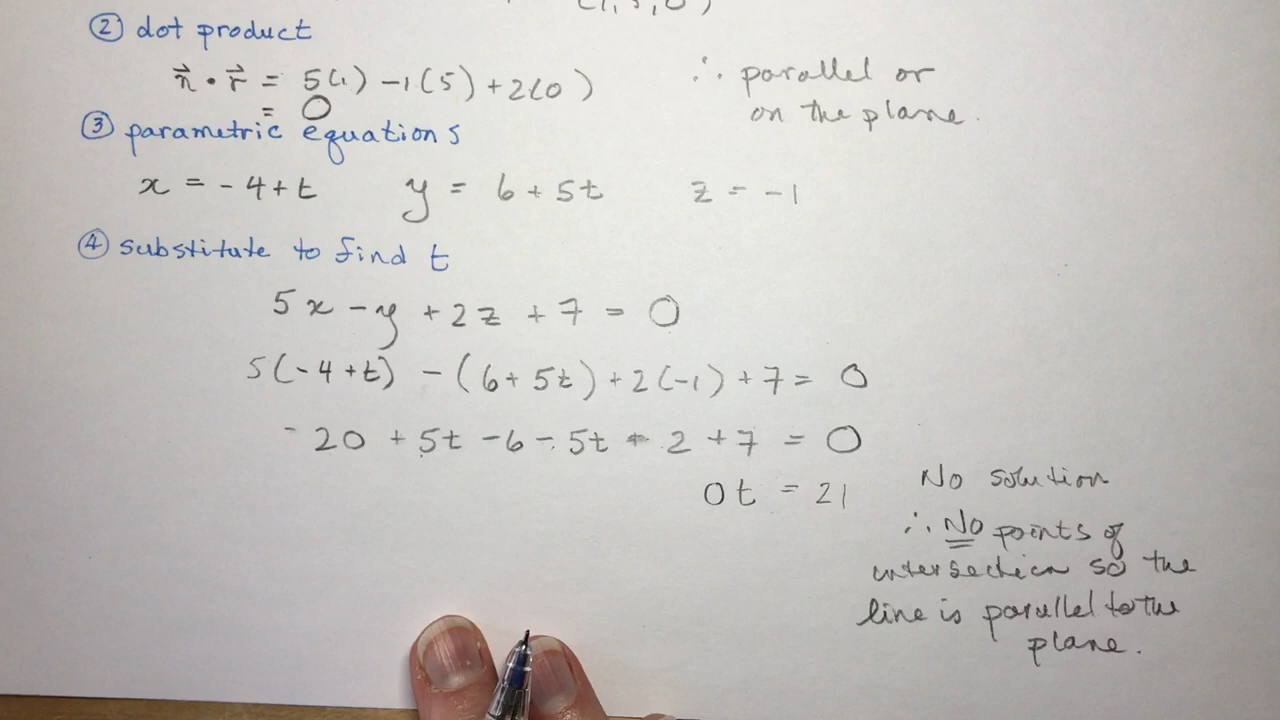 (1, 5, 0)
② dot product
n⃗ • r⃗ = 5(1) -1(5) +2(0)
= 0
∴ parallel or
on the plane.
③ parametric equations
x = -4+t y = 6+5t z = -1
④ substitute to find t
5x - y + 2z + 7 = 0
5(-4+t) - (6+5t) + 2(-1) + 7 = 0
-20 + 5t - 6 - 5t - 2 + 7 = 0
0t = 21
No solution
∴ No points of
intersection so the
line is parallel to the
plane.